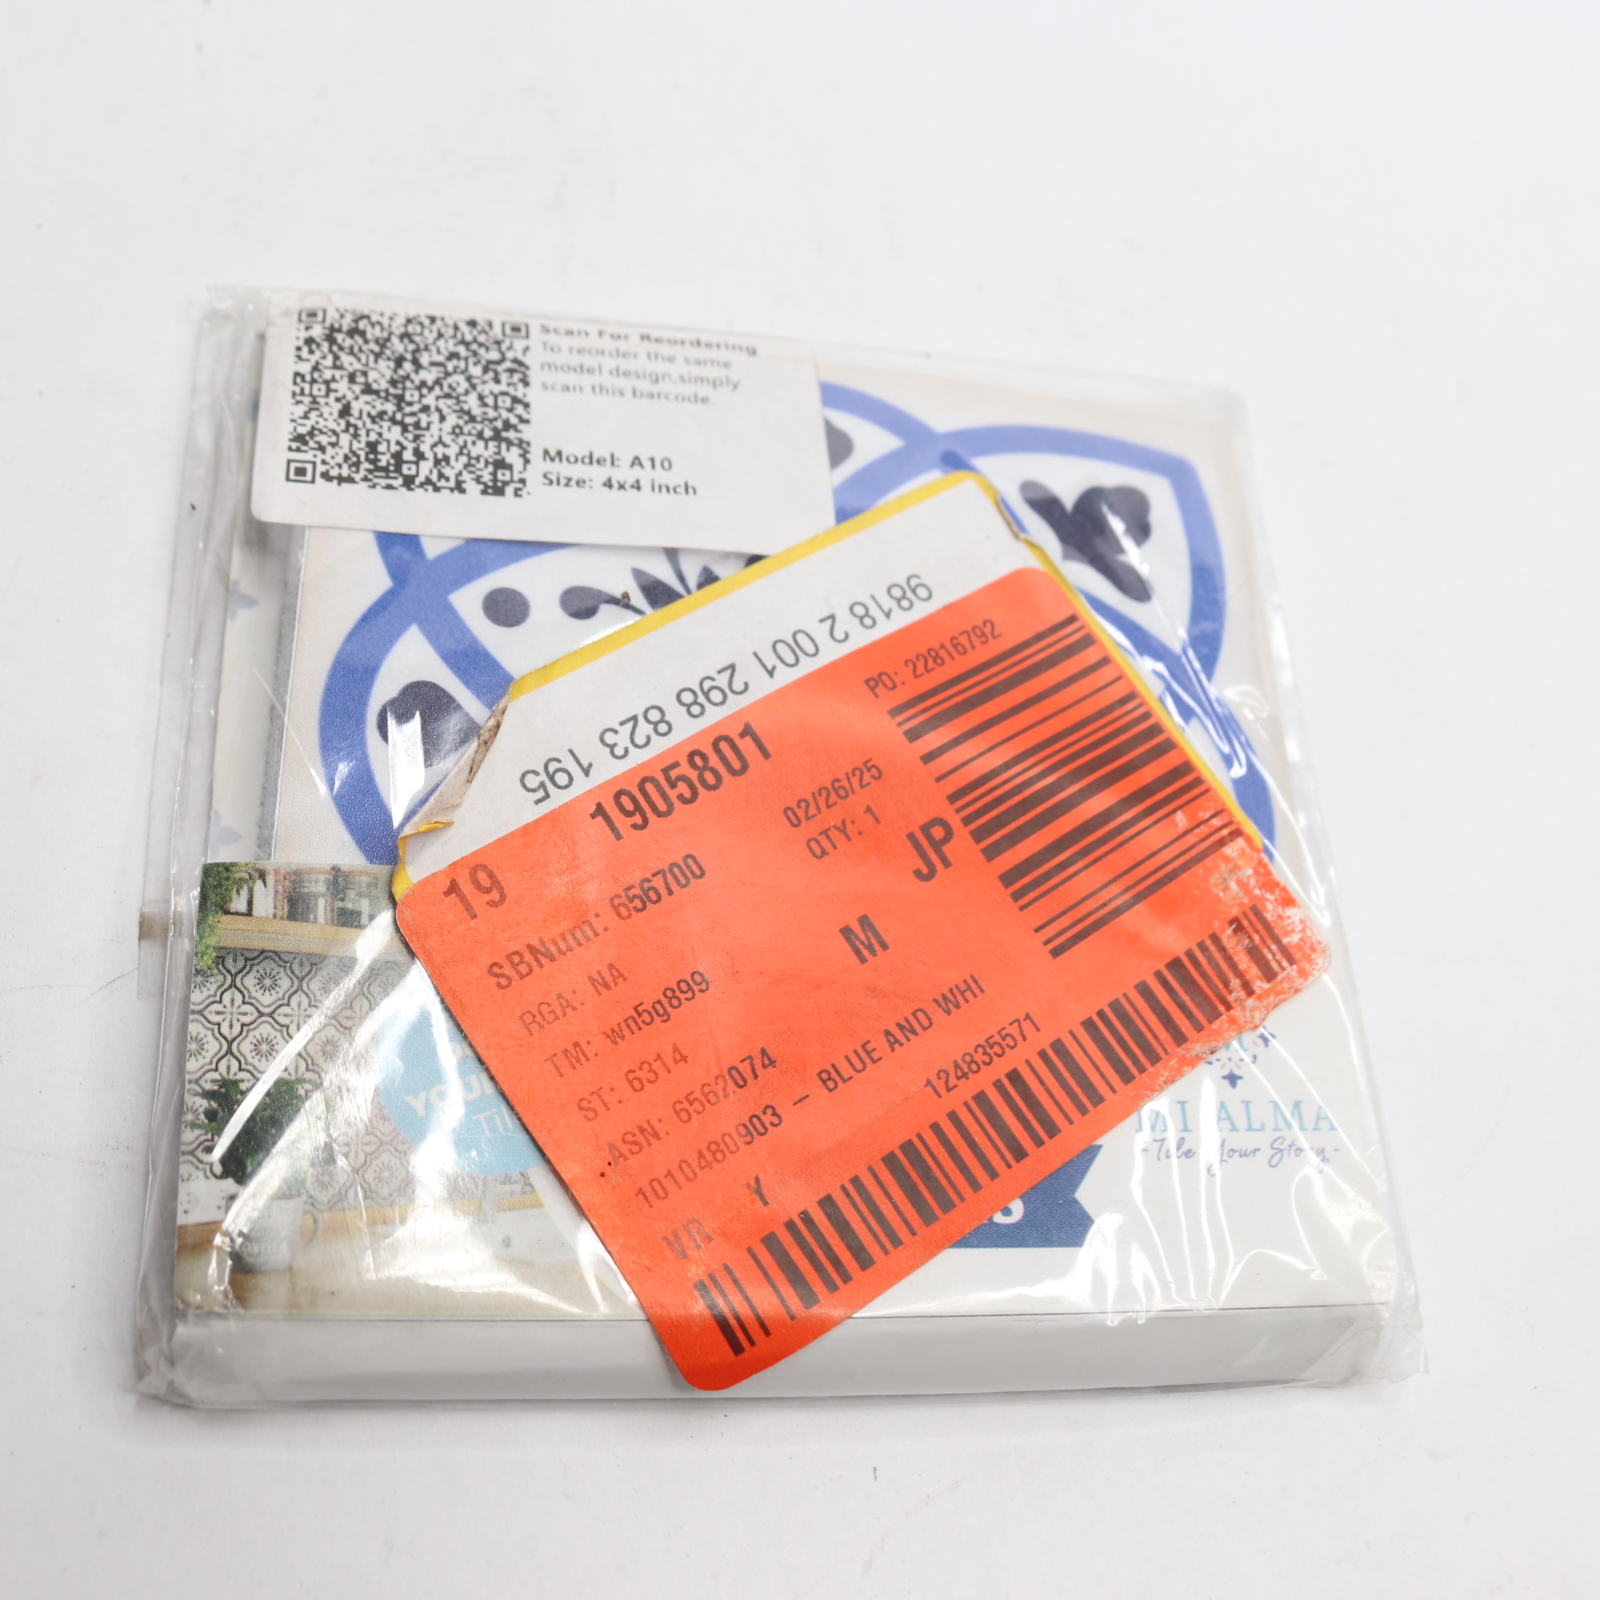 Scan For Reordering
To reorder the same
model design,simply
scan this barcode.
Model: A10
Size: 4x4 inch
9818 2 001 298 823 195
PO: 22816792
19 1905801
02/26/25
SBNum: 656700
QTY: 1
JP
RGA: NA
M
TM: wn5g899
ST: 6314
ASN: 6562074
1010480903 – BLUE AND WHI
124835571
VR Y
MI ALMA
-Tile Your Story-